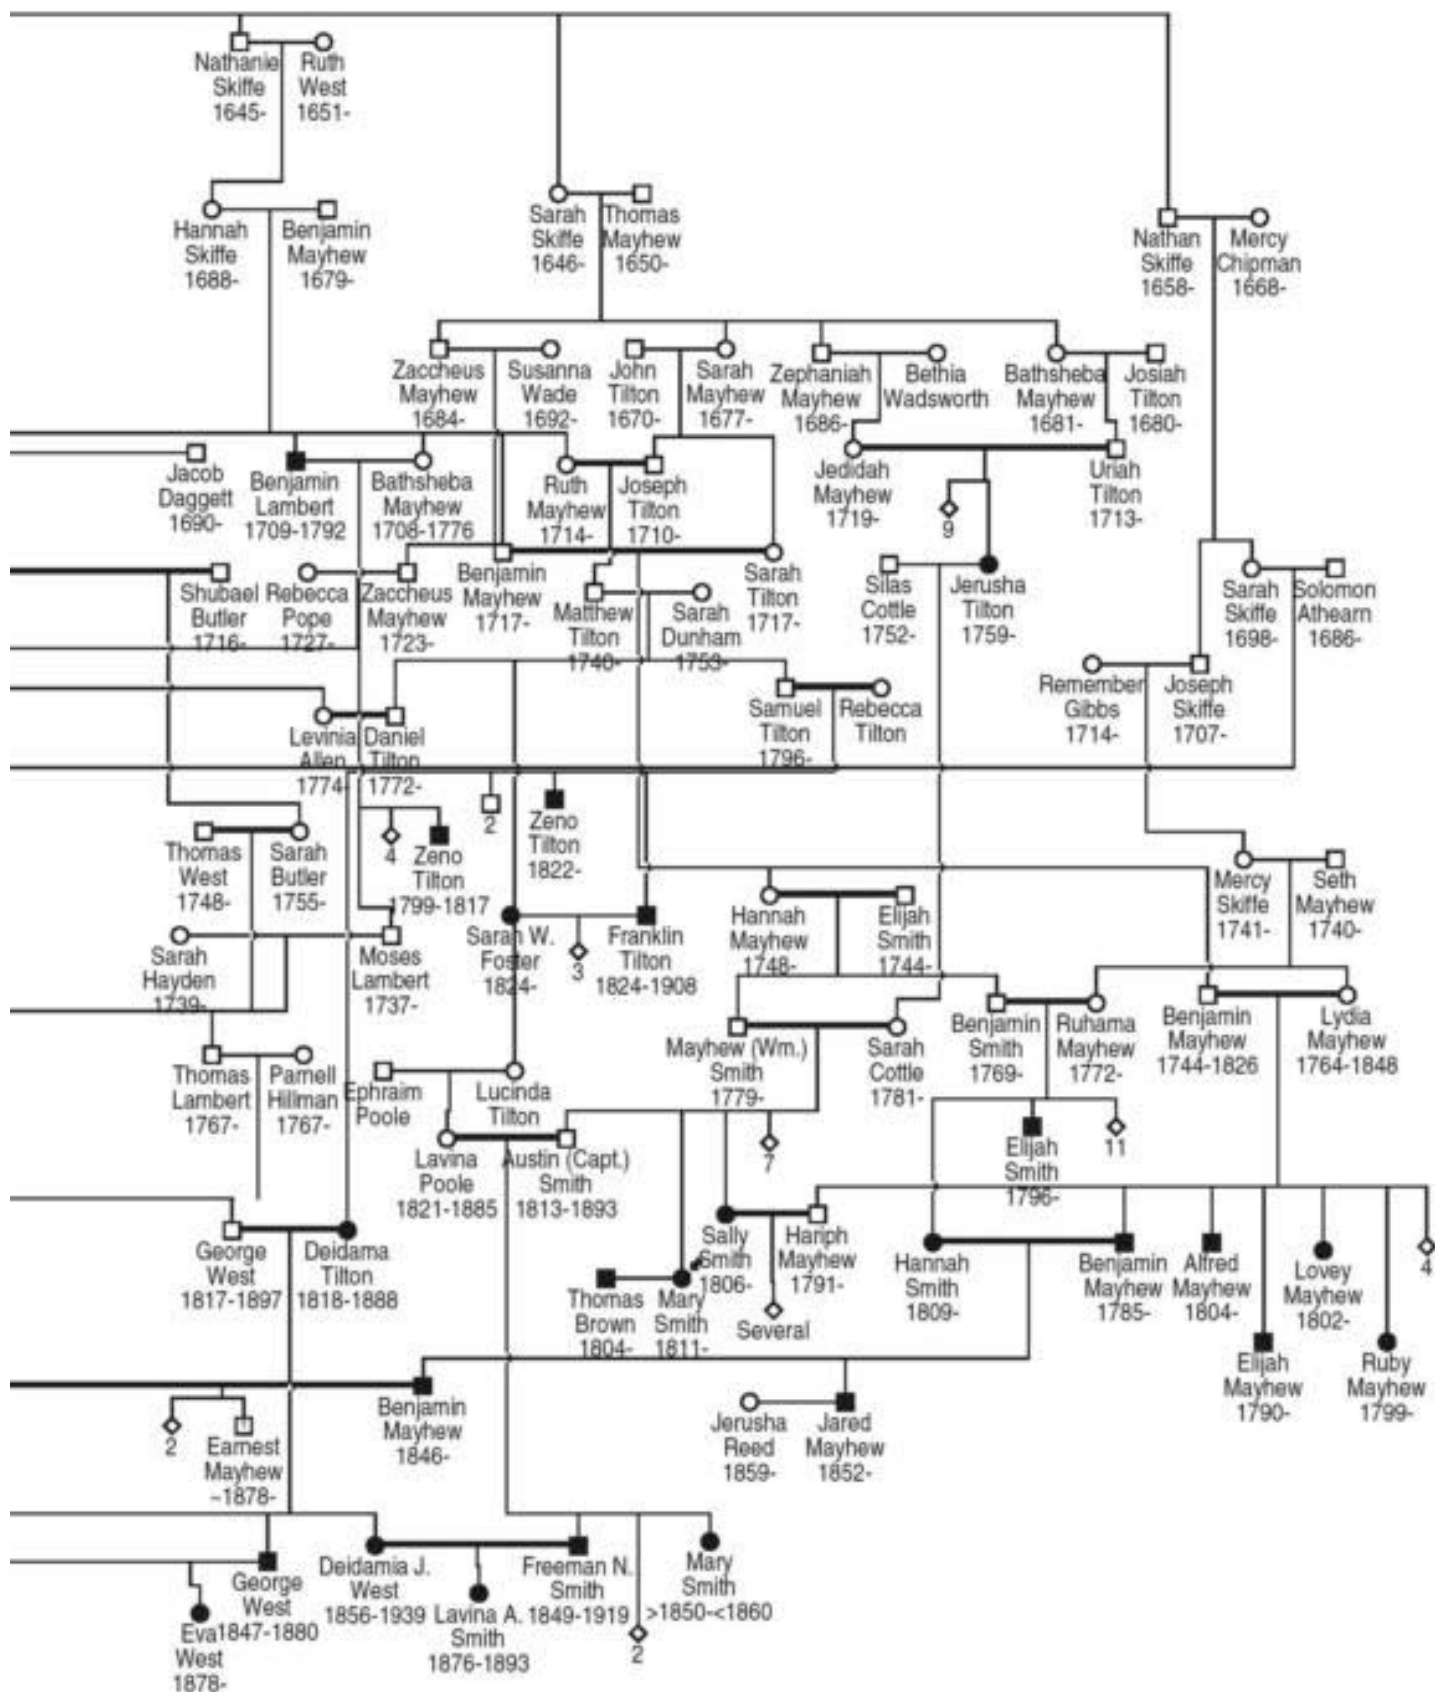 Nathanie
Skiffe
1645-
Ruth
West
1651-
Hannah
Skiffe
1688-
Benjamin
Mayhew
1679-
Sarah
Skiffe
1646-
Thomas
Mayhew
1650-
Nathan
Skiffe
1658-
Mercy
Chipman
1668-
Zaccheus
Mayhew
1684-
Susanna
Wade
1692-
John
Tilton
1670-
Sarah
Mayhew
1677-
Zephaniah
Mayhew
1686-
Bethia
Wadsworth
Bathsheba
Mayhew
1681-
Josiah
Tilton
1680-
Jacob
Daggett
1690-
Benjamin
Lambert
1709-1792
Bathsheba
Mayhew
1708-1776
Ruth
Mayhew
1714-
Joseph
Tilton
1710-
Jedidah
Mayhew
1719-
9
Uriah
Tilton
1713-
Shubael
Butler
1716-
Rebecca
Pope
1727-
Zaccheus
Mayhew
1723-
Benjamin
Mayhew
1717-
Matthew
Tilton
1740-
Sarah
Dunham
1753-
Sarah
Tilton
1717-
Silas
Cottle
1752-
Jerusha
Tilton
1759-
Sarah
Skiffe
1698-
Solomon
Athearn
1686-
Levinia
Allen
1774-
Daniel
Tilton
1772-
Samuel
Tilton
1796-
Rebecca
Tilton
Remember
Gibbs
1714-
Joseph
Skiffe
1707-
2
Zeno
Tilton
1822-
Thomas
West
1748-
Sarah
Butler
1755-
4
Zeno
Tilton
1799-1817
Mercy
Skiffe
1741-
Seth
Mayhew
1740-
Sarah
Hayden
1739-
Moses
Lambert
1737-
Sarah W.
Foster
1824-
3
Franklin
Tilton
1824-1908
Hannah
Mayhew
1748-
Elijah
Smith
1744-
Thomas
Lambert
1767-
Parnell
Hillman
1767-
Ephraim
Poole
Lucinda
Tilton
Mayhew (Wm.)
Smith
1779-
Sarah
Cottle
1781-
Benjamin
Smith
1769-
Ruhama
Mayhew
1772-
Benjamin
Mayhew
1744-1826
Lydia
Mayhew
1764-1848
Lavina
Poole
1821-1885
Austin (Capt.)
Smith
1813-1893
7
Elijah
Smith
1796-
11
George
West
1817-1897
Deidama
Tilton
1818-1888
Thomas
Brown
1804-
Mary
Smith
1811-
Sally
Smith
1806-
Hariph
Mayhew
1791-
Several
Hannah
Smith
1809-
Benjamin
Mayhew
1785-
Alfred
Mayhew
1804-
Elijah
Mayhew
1790-
Lovey
Mayhew
1802-
Ruby
Mayhew
1799-
4
2
Earnest
Mayhew
~1878-
Benjamin
Mayhew
1846-
Jerusha
Reed
1859-
Jared
Mayhew
1852-
Eva
West
1878-
George
West
1847-1880
Deidamia J.
West
1856-1939
Lavina A.
Smith
1876-1893
Freeman N.
Smith
1849-1919
2
Mary
Smith
>1850-<1860